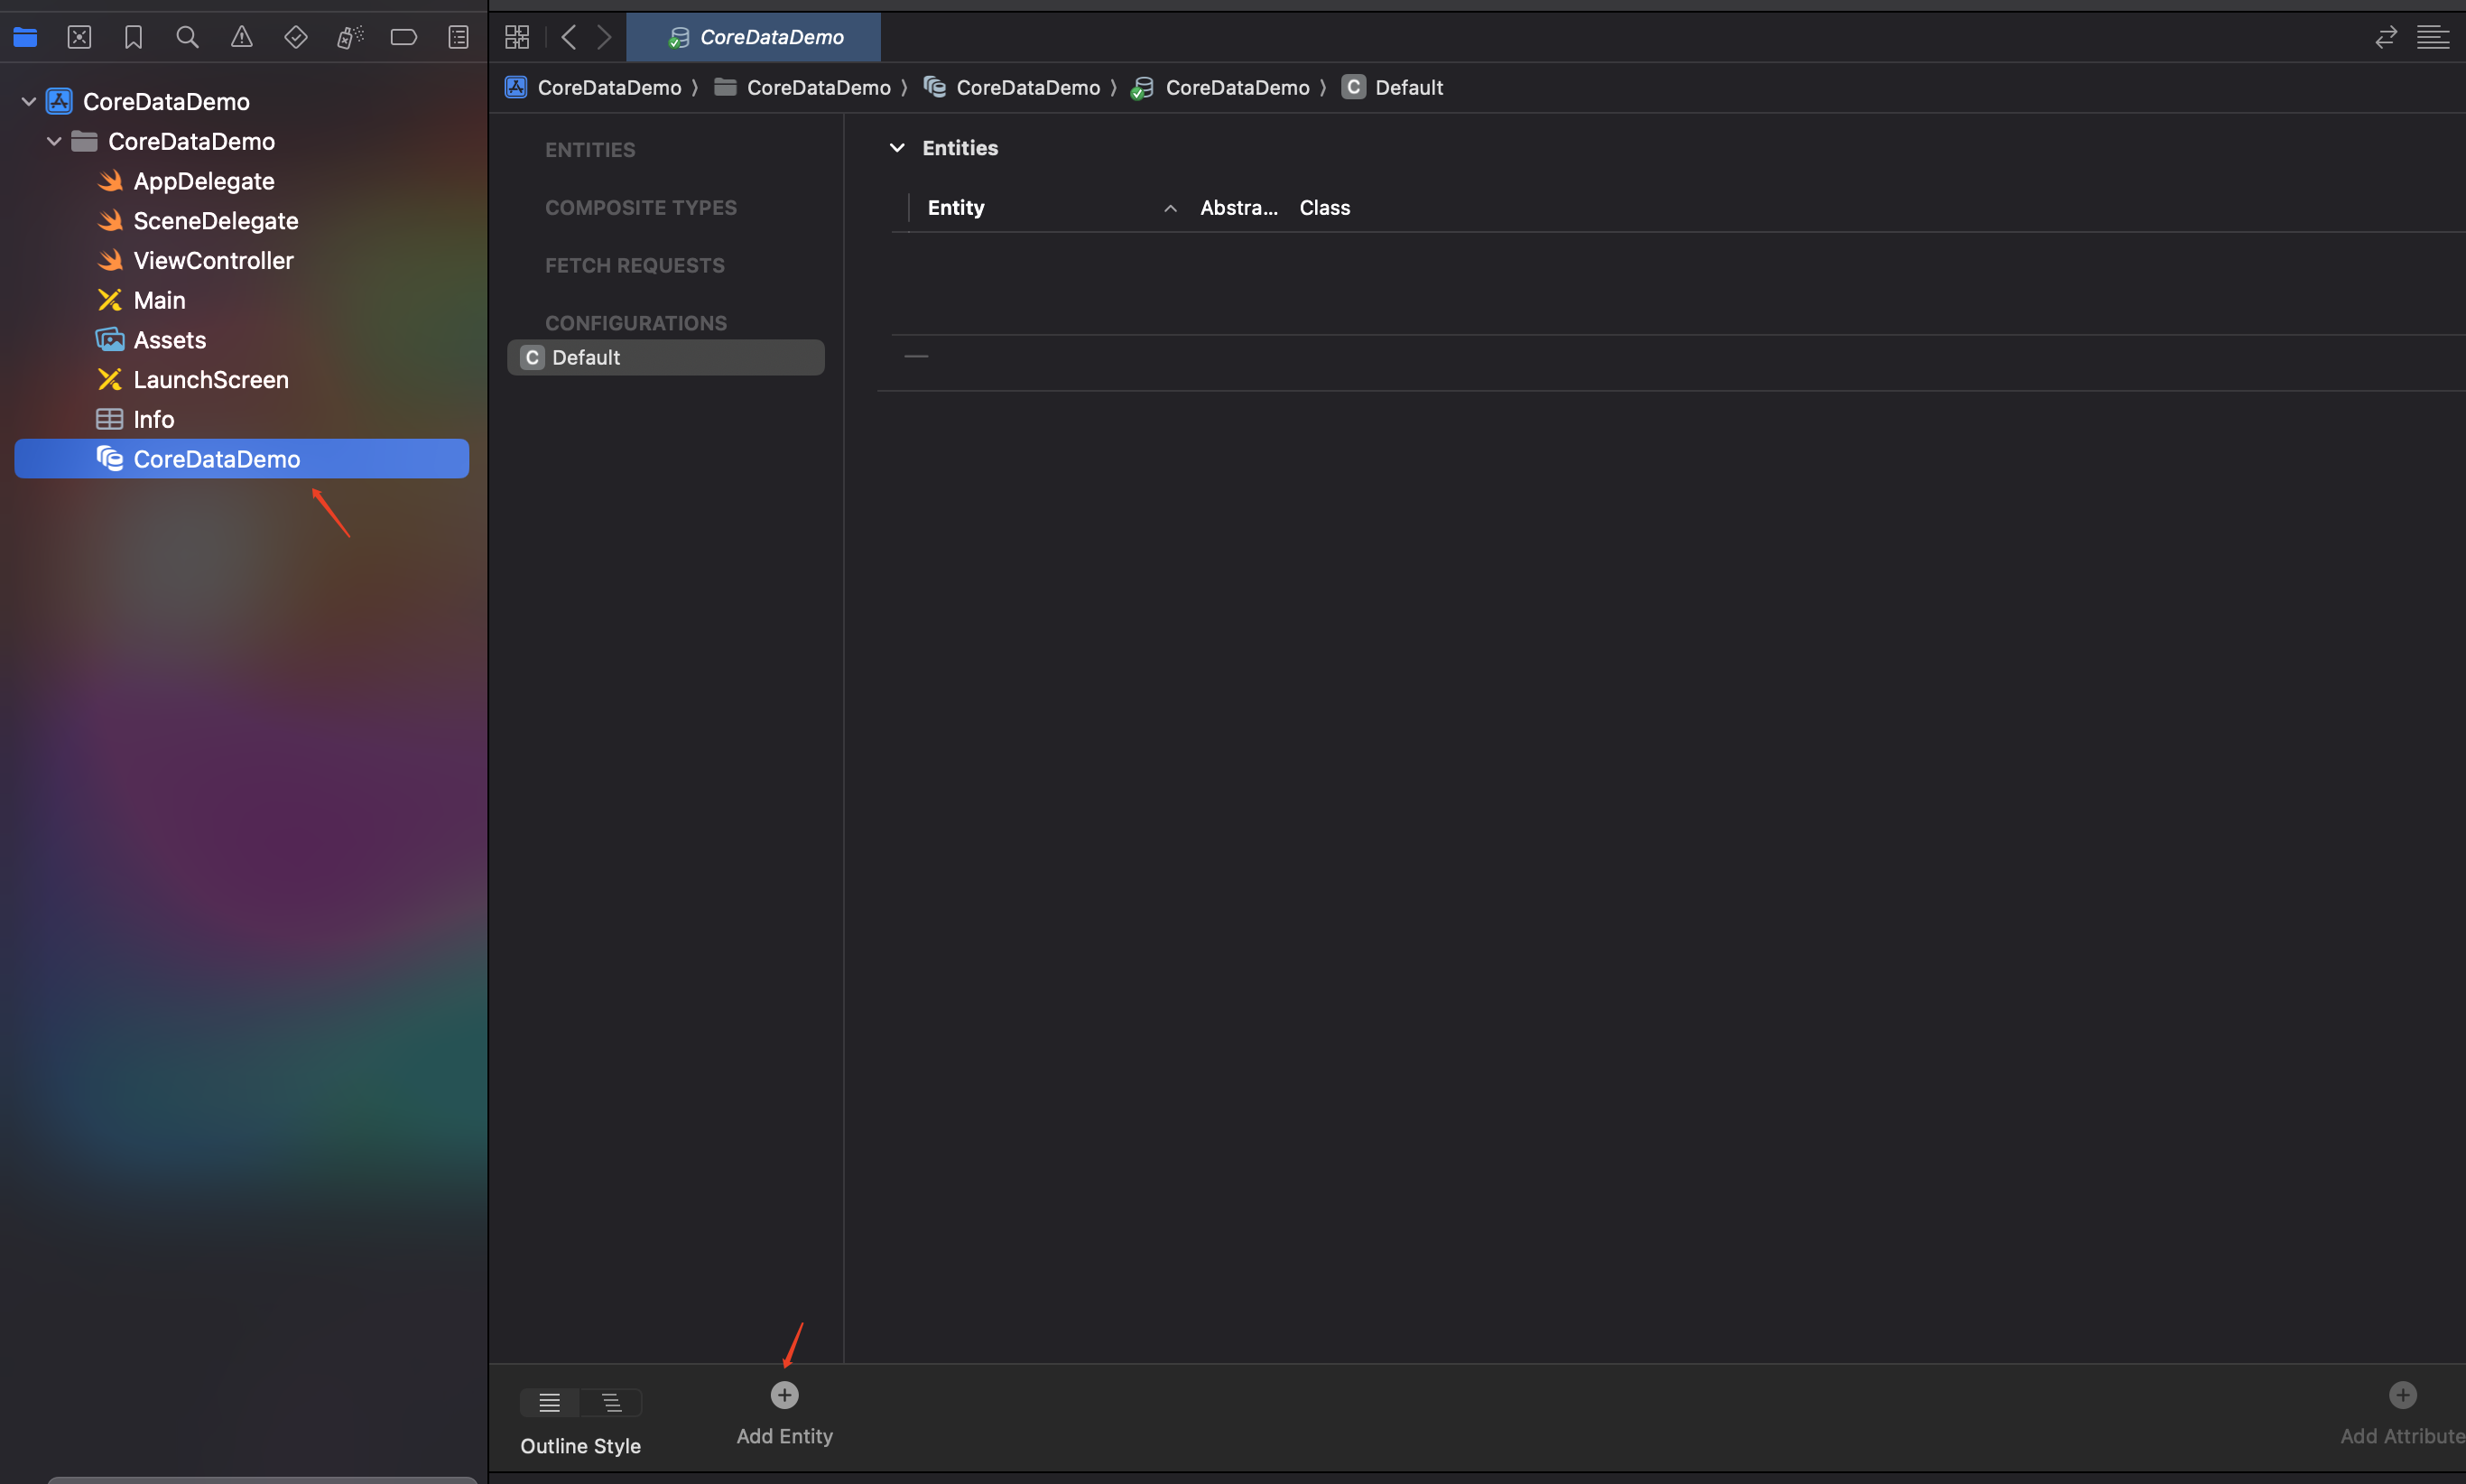 CoreDataDemo
CoreDataDemo
AppDelegate
SceneDelegate
ViewController
Main
Assets
LaunchScreen
Info
CoreDataDemo
CoreDataDemo
CoreDataDemo 〉 CoreDataDemo 〉 CoreDataDemo 〉 CoreDataDemo 〉 C Default
ENTITIES
COMPOSITE TYPES
FETCH REQUESTS
CONFIGURATIONS
C Default
Entities
Entity Abstra... Class
Outline Style
Add Entity
Add Attribute